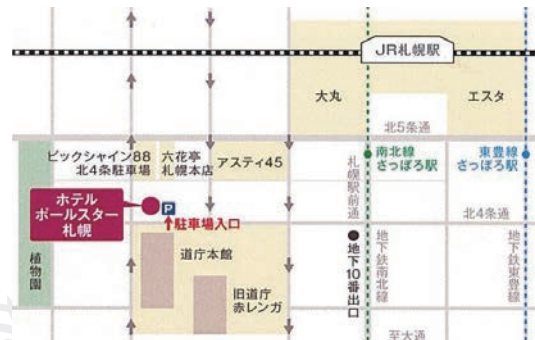 JR札幌駅
大丸
エスタ
北5条通
ビックシャイン88
北4条駐車場
六花亭
札幌本店
アスティ45
札幌駅前通
南北線
さっぽろ駅
東豊線
さっぽろ駅
ホテル
ポールスター
札幌
P
駐車場入口
北4条通
植物園
道庁本館
旧道庁
赤レンガ
地下10番出口
地下鉄南北線
地下鉄東豊線
至大通